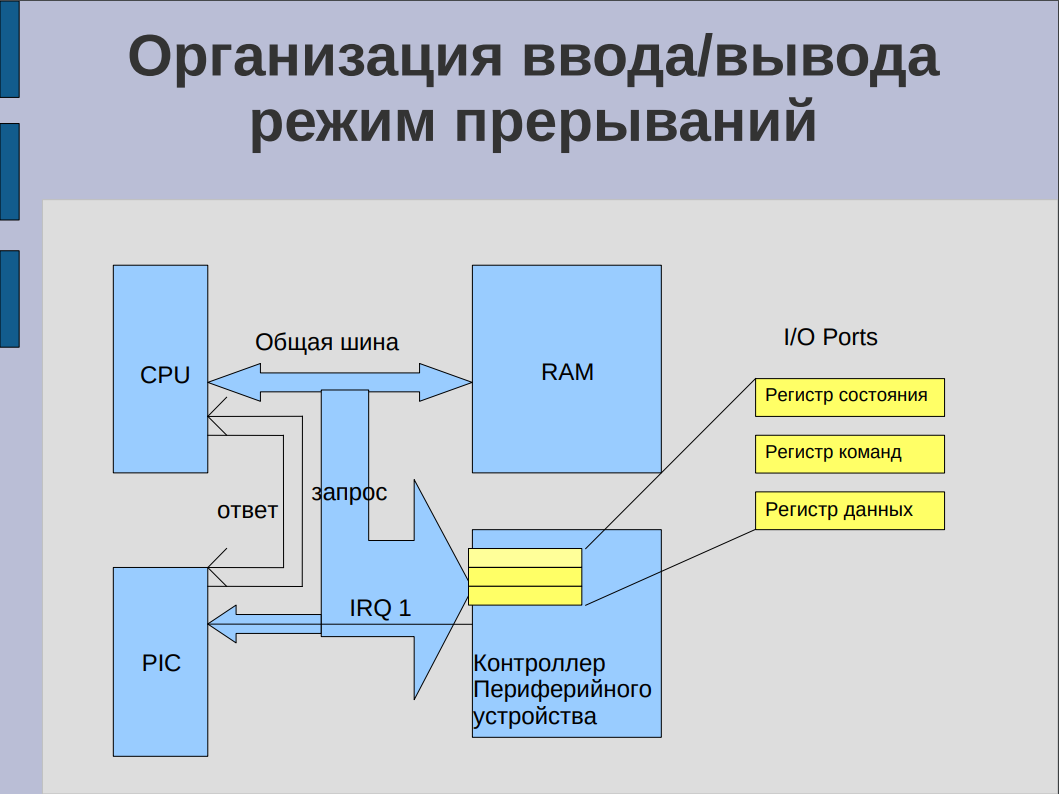 Организация ввода/вывода
режим прерываний
Общая шина
I/O Ports
CPU
RAM
Регистр состояния
Регистр команд
Регистр данных
запрос
ответ
IRQ 1
PIC
Контроллер
Периферийного
устройства